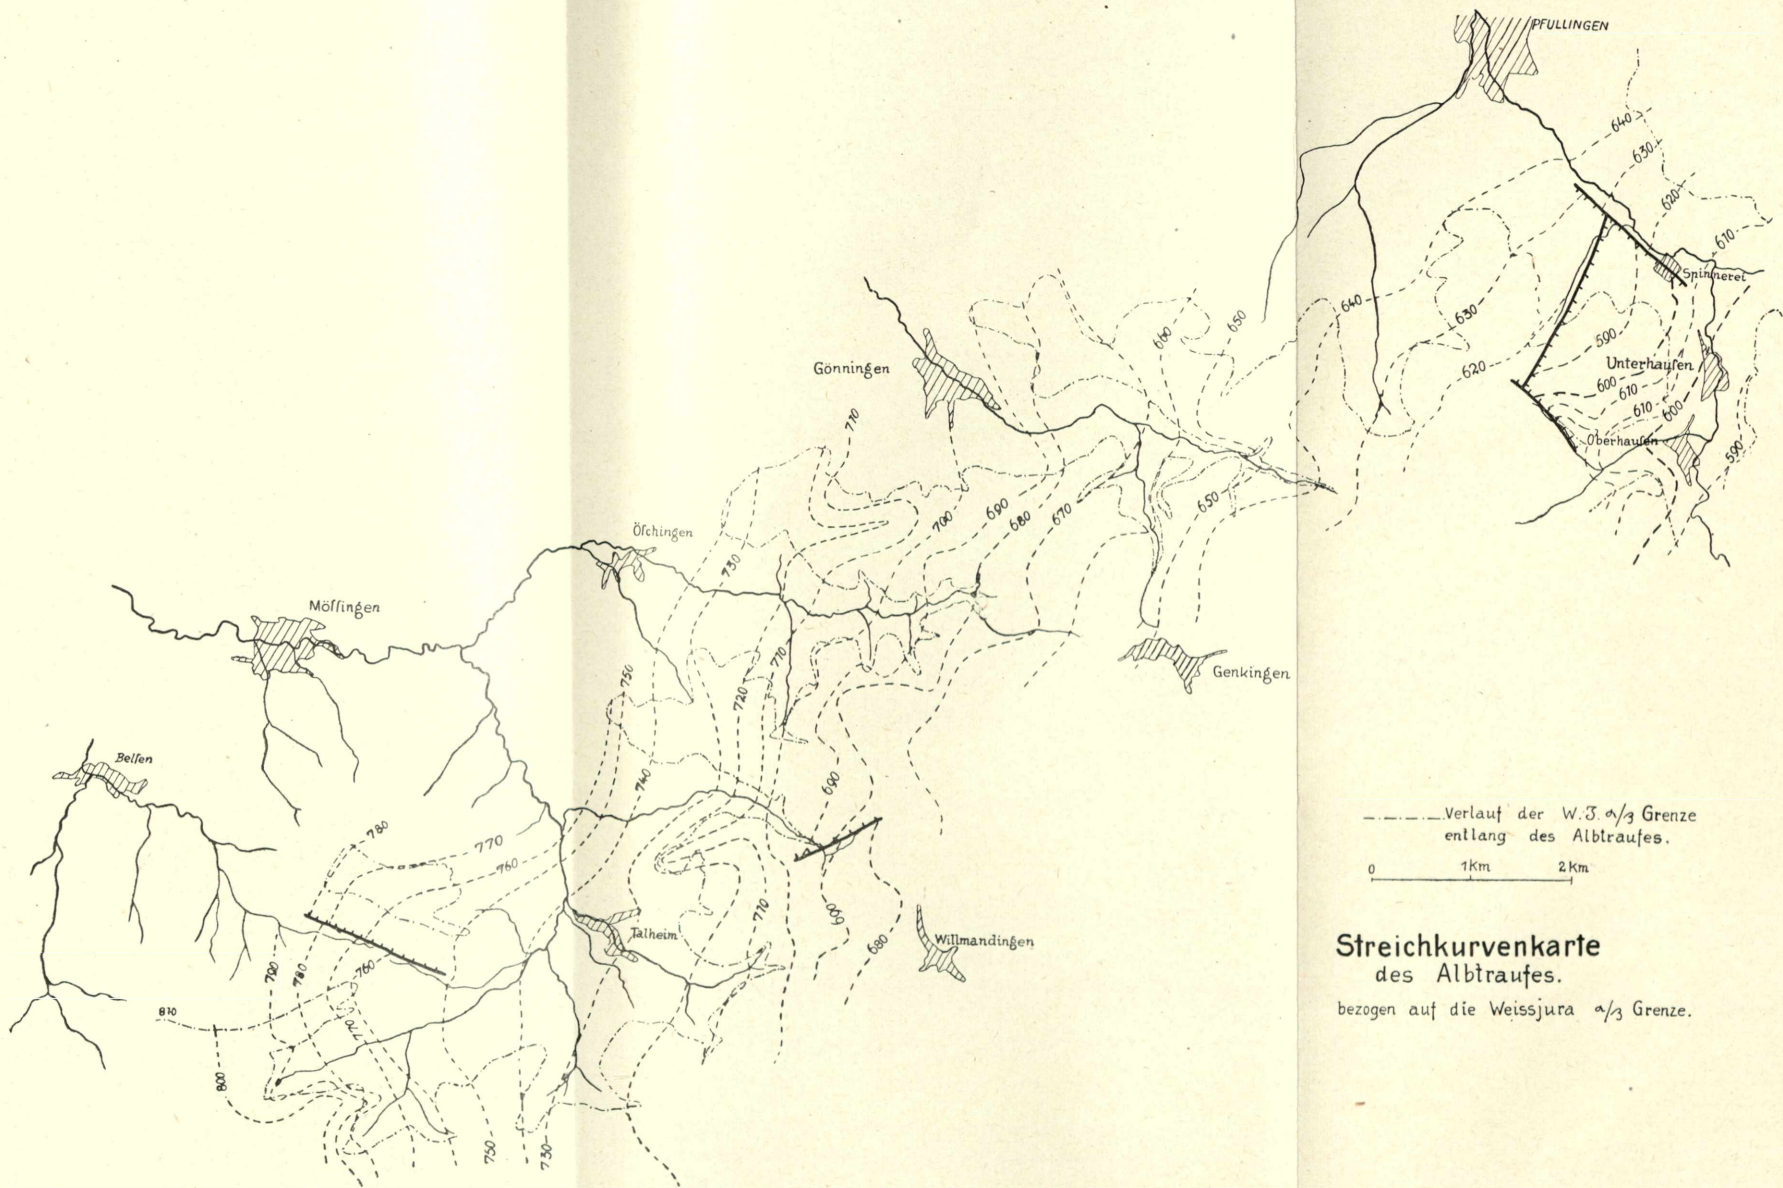 PFULLINGEN
640
630
620
610
Spinnerei
640
630
620
590
Unterhauſen
600
610
610
600
Oberhauſen
590
660
650
Gönningen
710
700
690
680
670
650
Öſchingen
730
Möſſingen
750
710
720
740
Genkingen
690
Belſen
780
770
760
710
690
680
Talheim
Willmandingen
790
780
760
770
810
800
750
730
Verlauf der W.J. α/β Grenze
entlang des Albtraufes.
0 1Km 2Km
Streichkurvenkarte
des Albtraufes.
bezogen auf die Weissjura α/β Grenze.